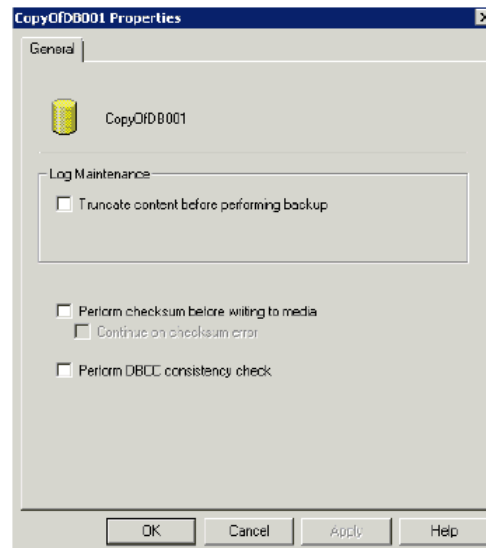 CopyOfDB001 Properties
General
CopyOfDB001
Log Maintenance
Truncate content before performing backup
Perform checksum before writing to media
Continue on checksum error
Perform DBCC consistency check
OK Cancel Apply Help